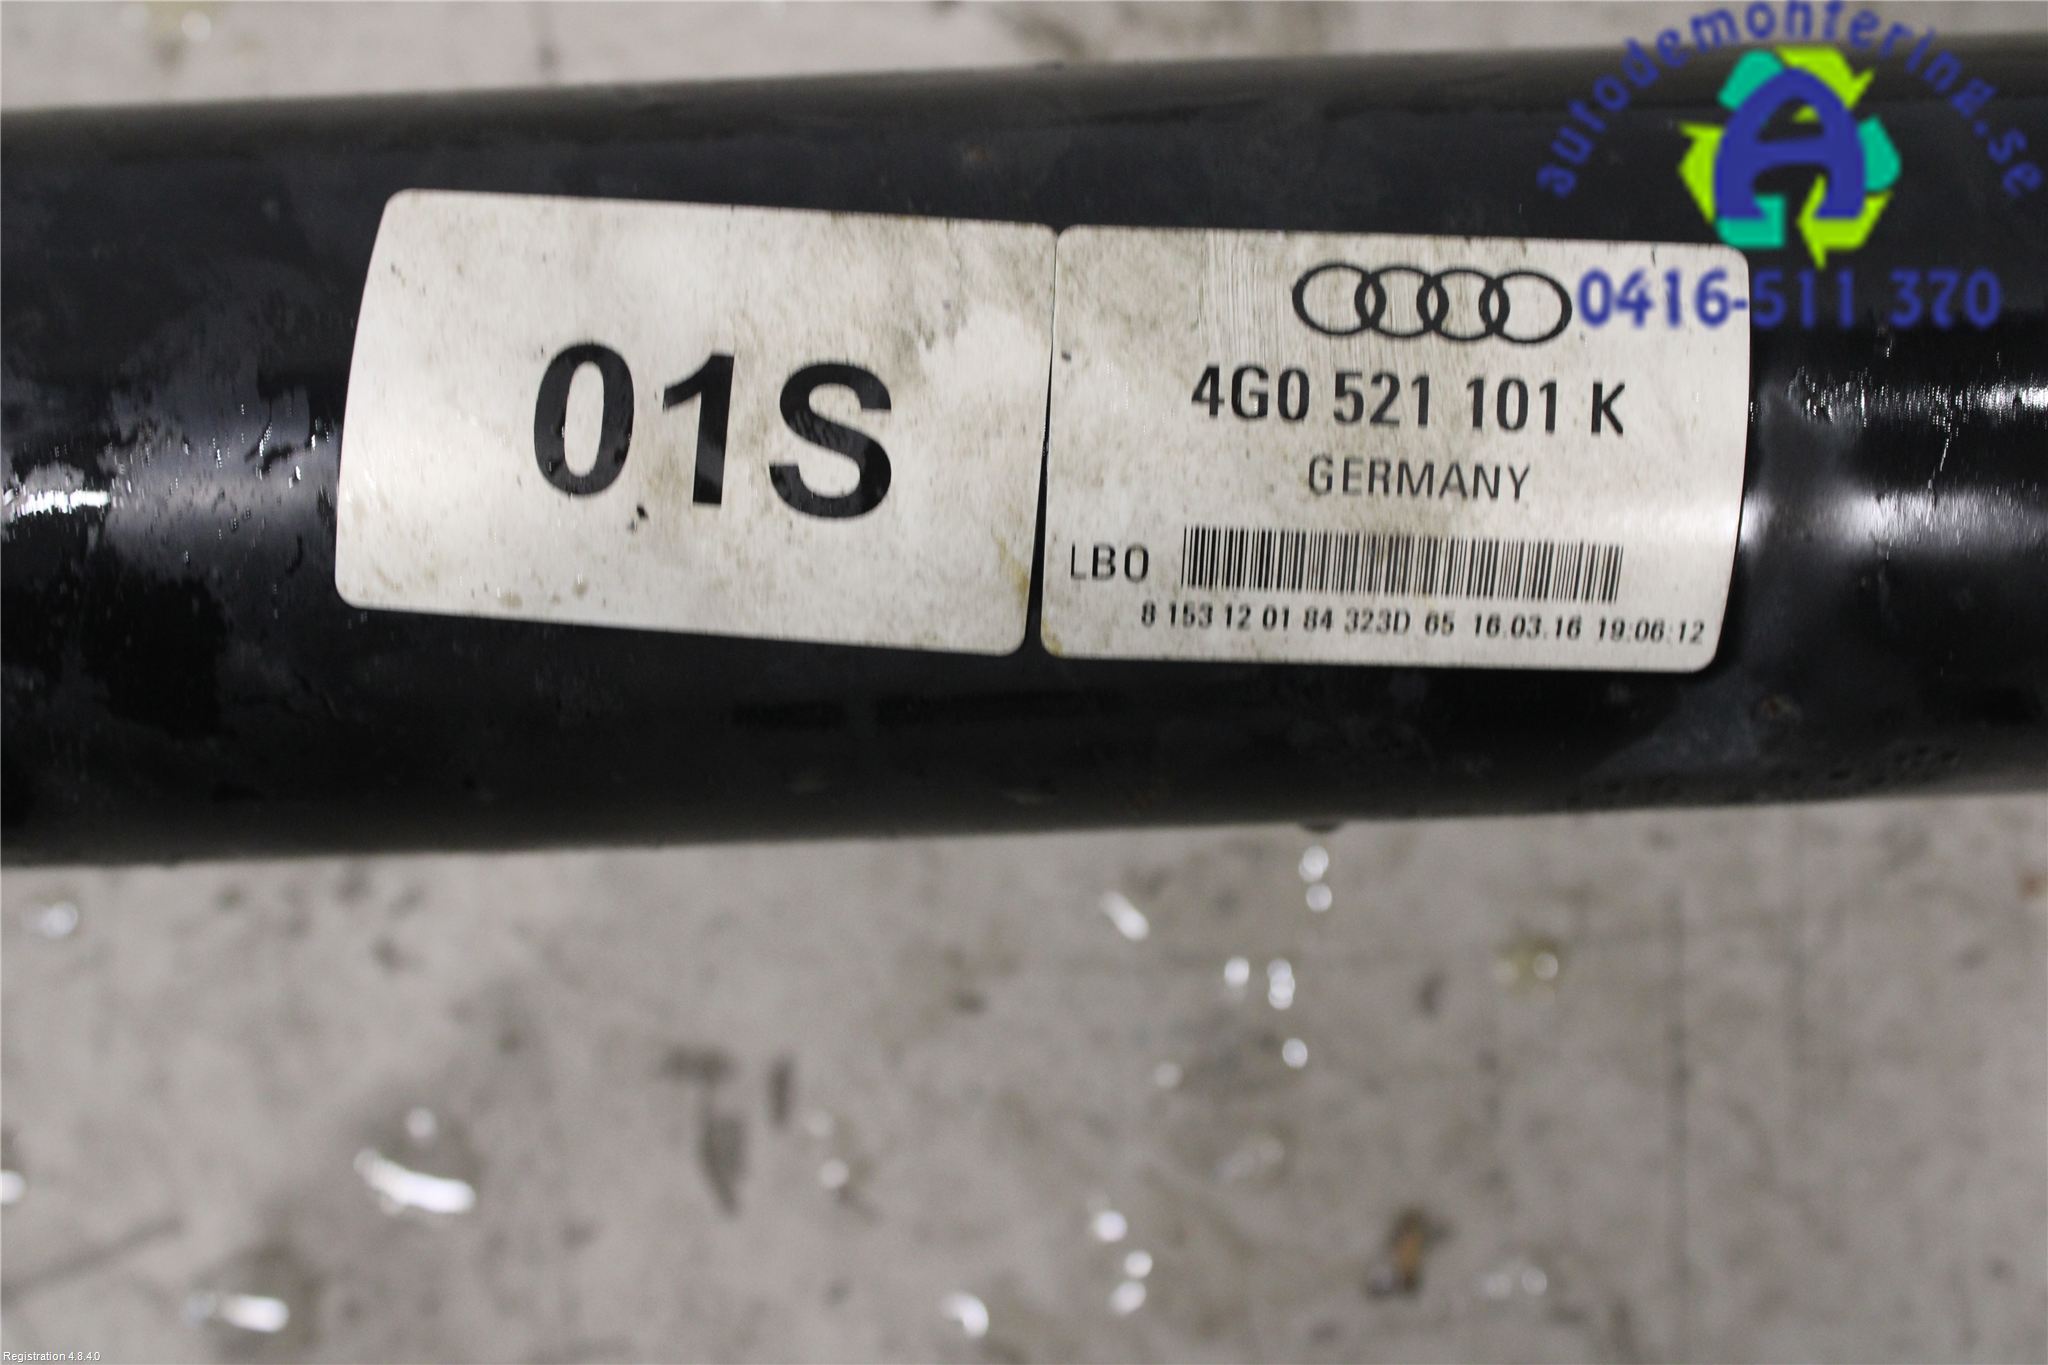 autodemontering.se
A
0416-511 370
01S
4G0 521 101 K
GERMANY
LBO
8 153 12 01 84 323D 65 16.03.16 19:06:12
Registration 4.8.4.0